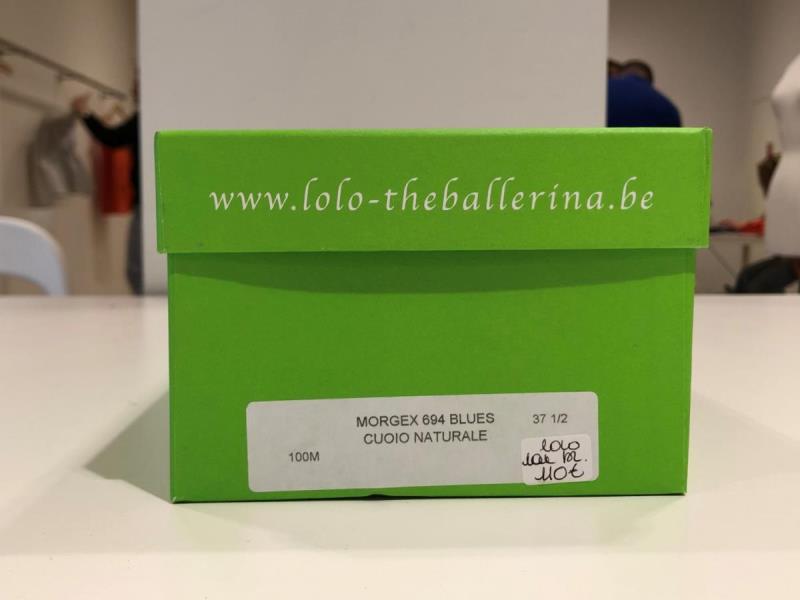 www.lolo-theballerina.be
MORGEX 694 BLUES 37 1/2
CUOIO NATURALE
100M
lolo
110€